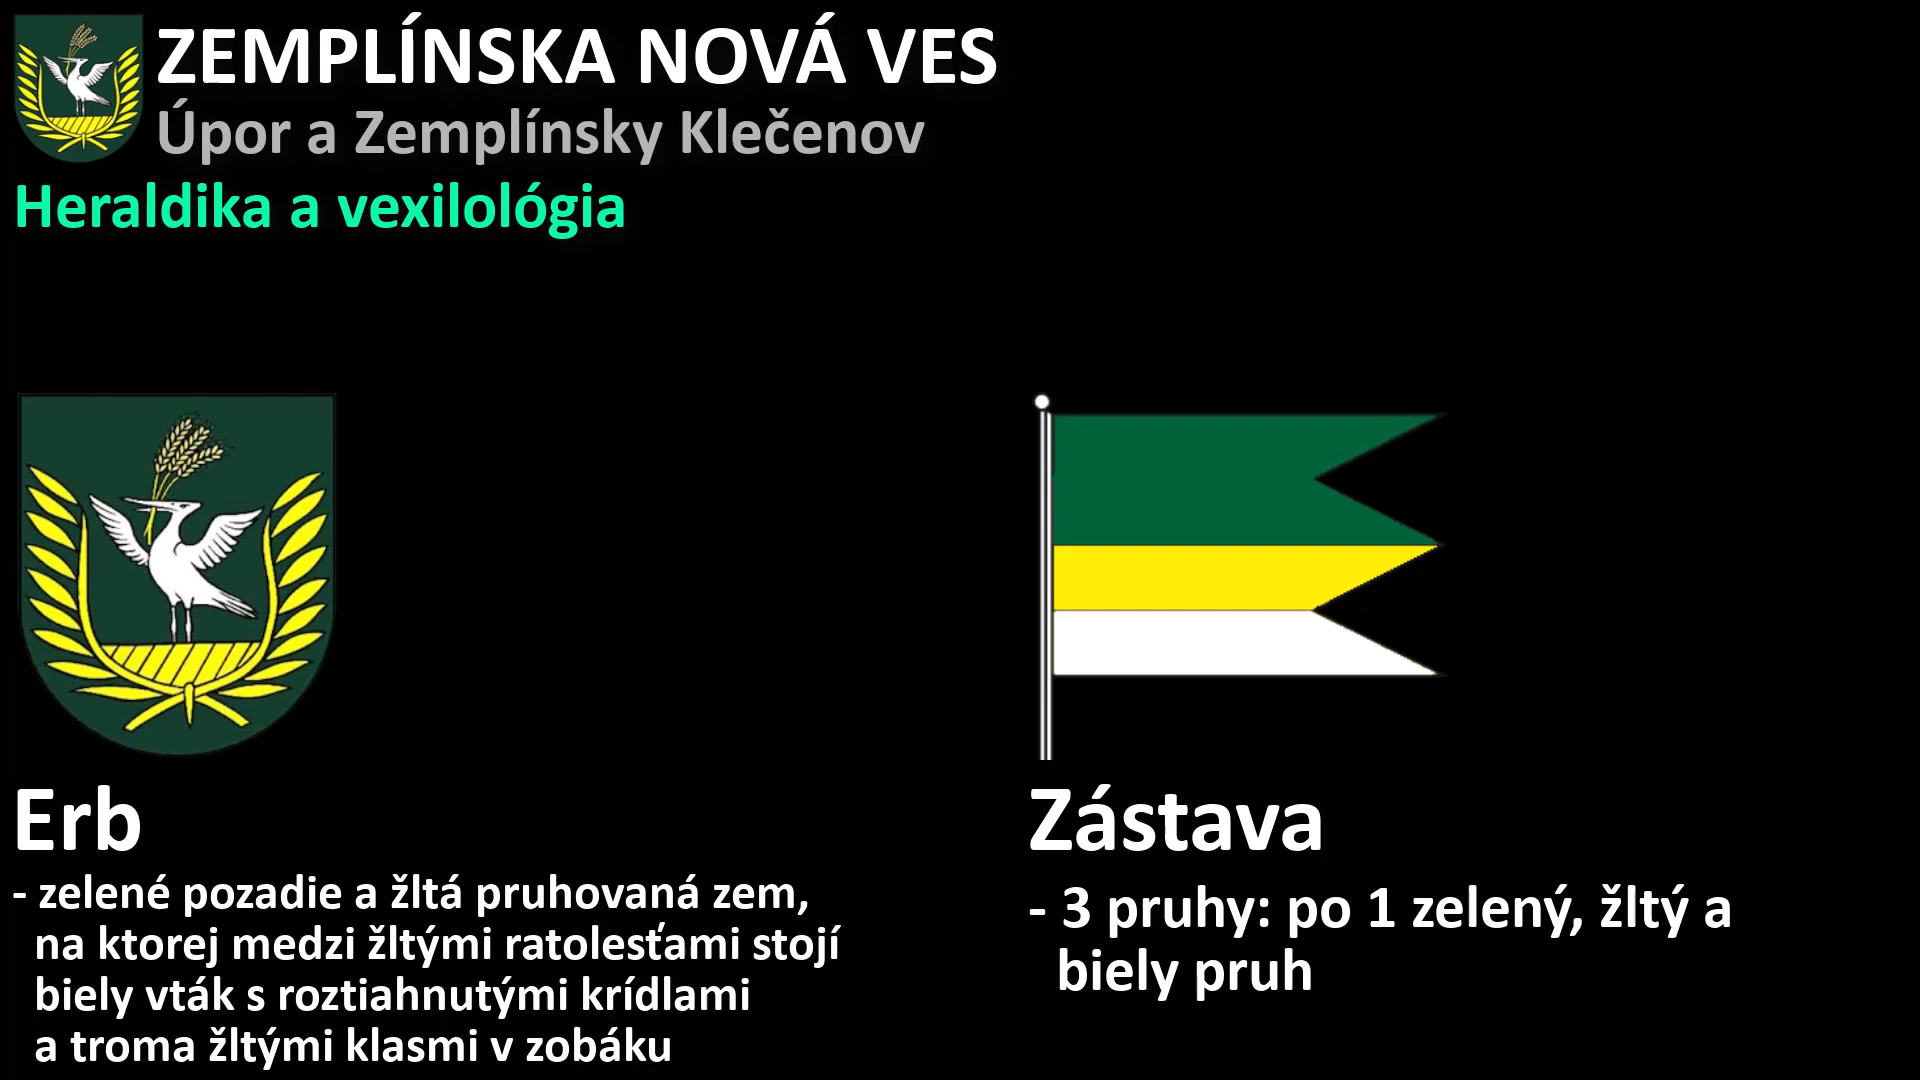 ZEMPLÍNSKA NOVÁ VES
Úpor a Zemplínsky Klečenov
Heraldika a vexilológia
Erb
- zelené pozadie a žltá pruhovaná zem,
na ktorej medzi žltými ratolesťami stojí
biely vták s roztiahnutými krídlami
a troma žltými klasmi v zobáku
Zástava
- 3 pruhy: po 1 zelený, žltý a
biely pruh